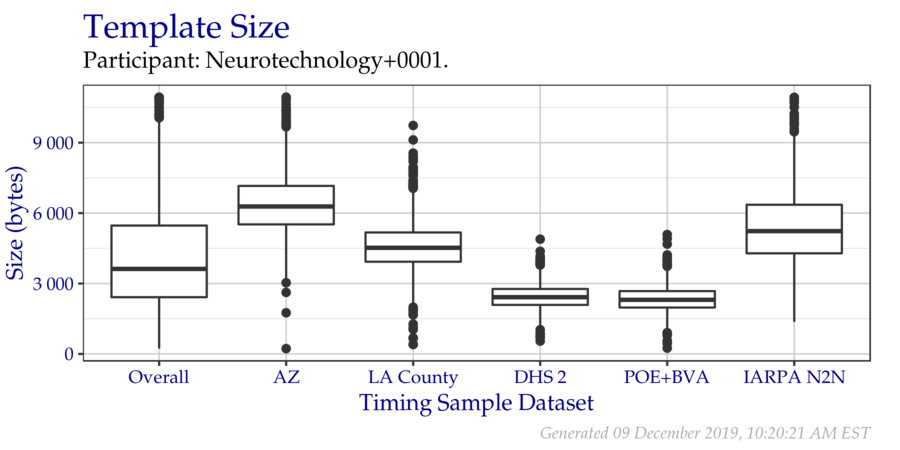 Template Size
Participant: Neurotechnology+0001.
Size (bytes)
9 000
6 000
3 000
0
Overall AZ LA County DHS 2 POE+BVA IARPA N2N
Timing Sample Dataset
Generated 09 December 2019, 10:20:21 AM EST